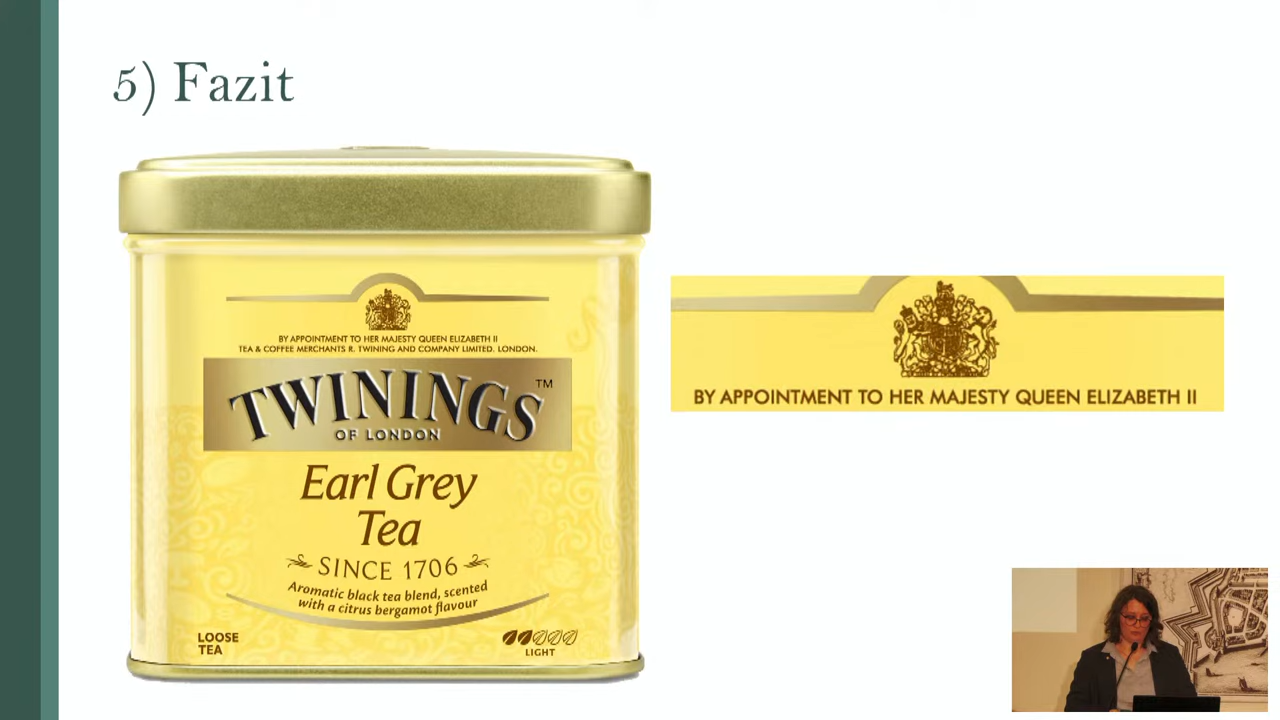 5) Fazit
BY APPOINTMENT TO HER MAJESTY QUEEN ELIZABETH II
TEA & COFFEE MERCHANTS R. TWINING AND COMPANY LIMITED. LONDON.
TWININGS™
OF LONDON
Earl Grey
Tea
SINCE 1706
Aromatic black tea blend, scented
with a citrus bergamot flavour
LOOSE
TEA
LIGHT
BY APPOINTMENT TO HER MAJESTY QUEEN ELIZABETH II